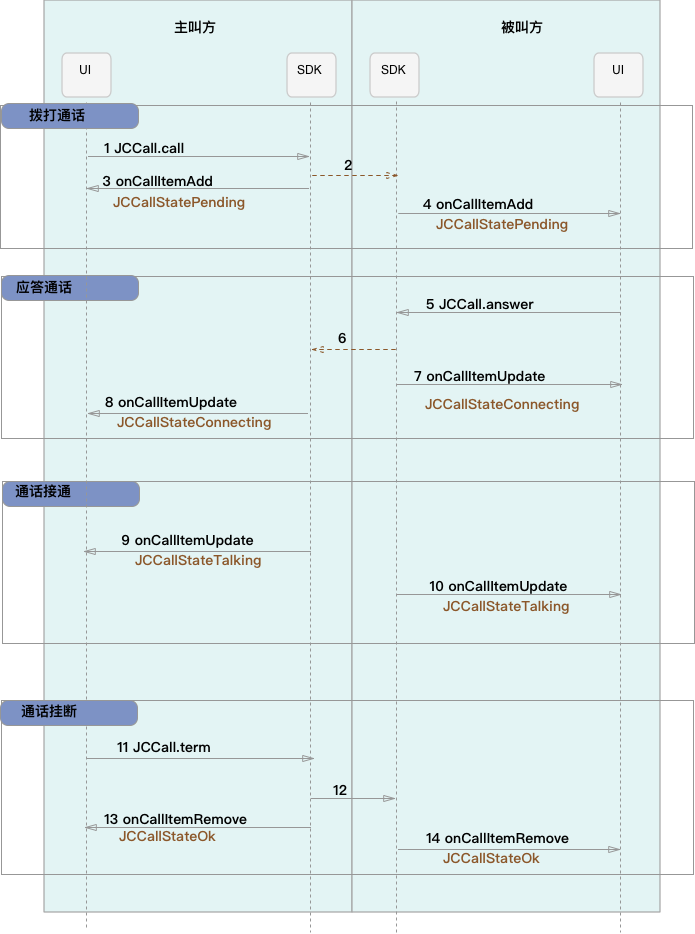 主叫方
被叫方
UI
SDK
SDK
UI
拨打通话
1 JCCall.call
2
3 onCallItemAdd
JCCallStatePending
4 onCallItemAdd
JCCallStatePending
应答通话
5 JCCall.answer
6
7 onCallItemUpdate
JCCallStateConnecting
8 onCallItemUpdate
JCCallStateConnecting
通话接通
9 onCallItemUpdate
JCCallStateTalking
10 onCallItemUpdate
JCCallStateTalking
通话挂断
11 JCCall.term
12
13 onCallItemRemove
JCCallStateOk
14 onCallItemRemove
JCCallStateOk